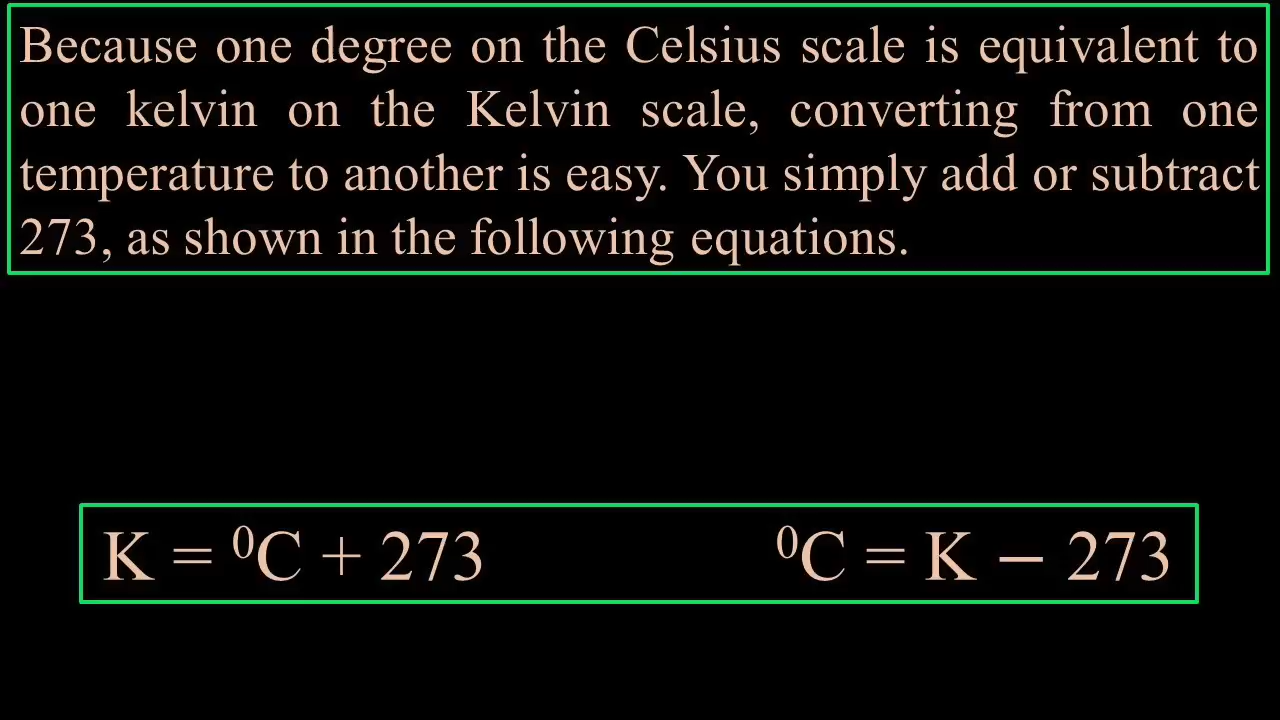 Because one degree on the Celsius scale is equivalent to
one kelvin on the Kelvin scale, converting from one
temperature to another is easy. You simply add or subtract
273, as shown in the following equations.
K = ⁰C + 273 ⁰C = K – 273